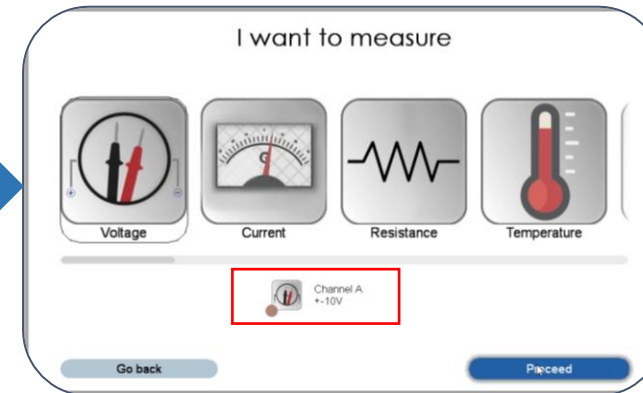 I want to measure
Voltage
Current
Resistance
Temperature
Channel A
+-10V
Go back
Proceed